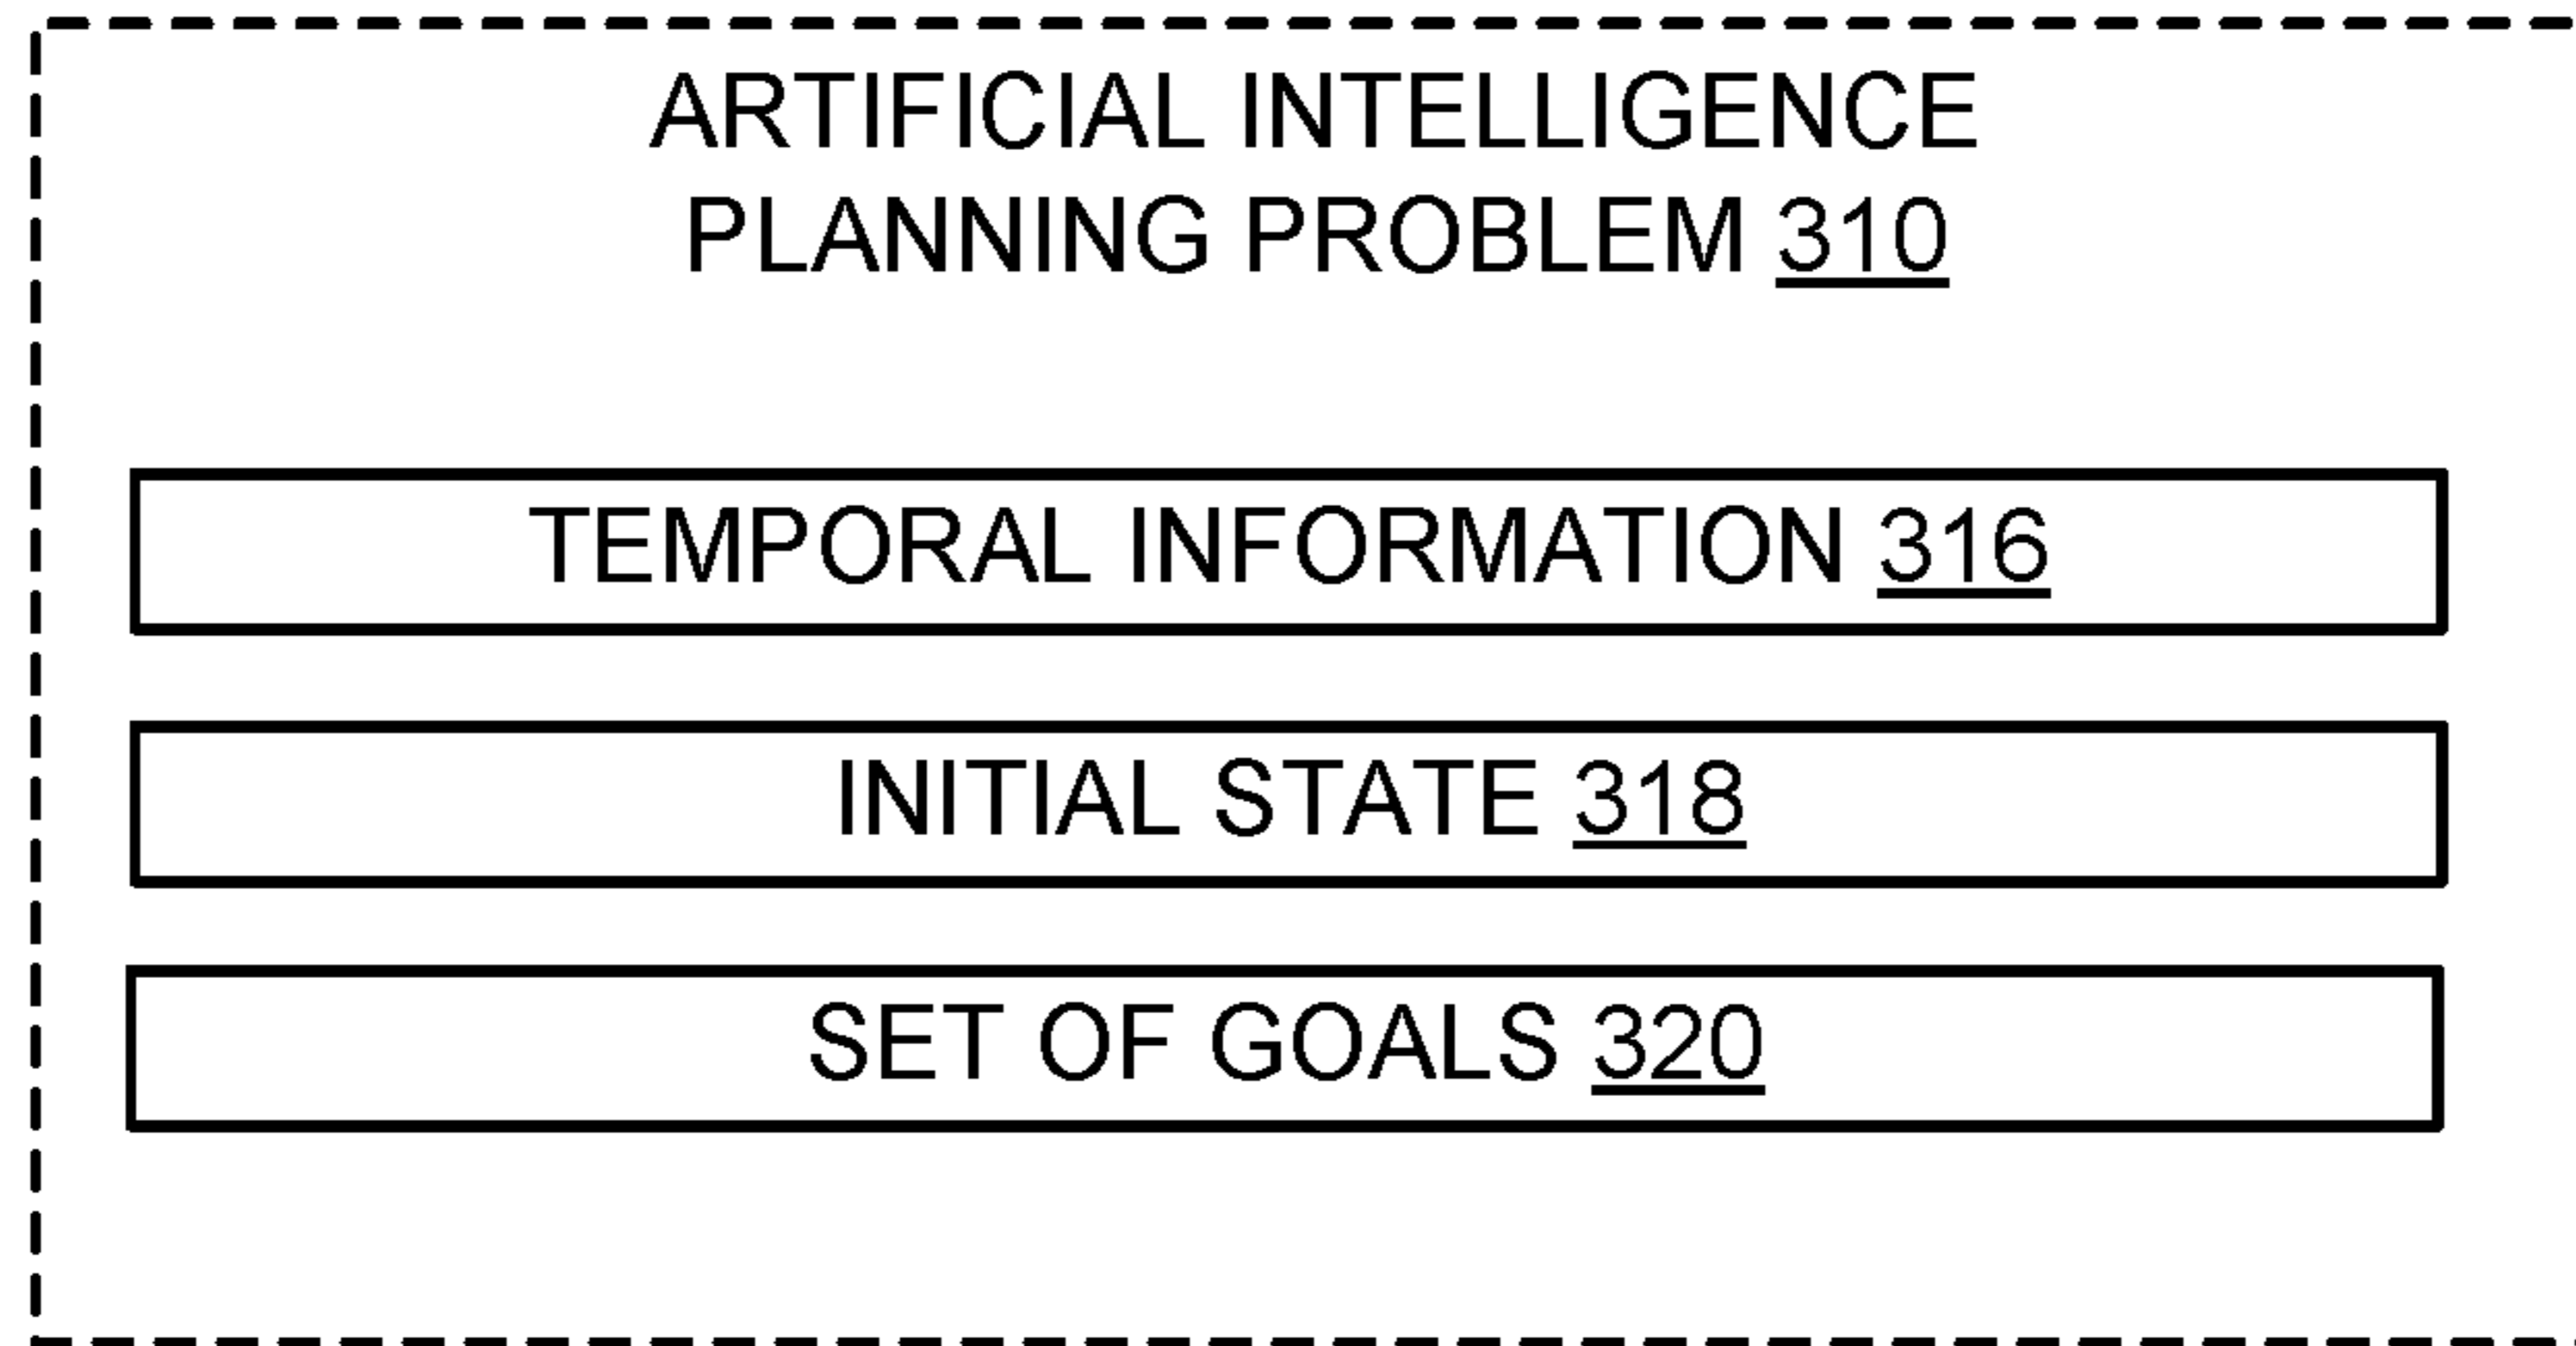 ARTIFICIAL INTELLIGENCE
PLANNING PROBLEM 310
TEMPORAL INFORMATION 316
INITIAL STATE 318
SET OF GOALS 320